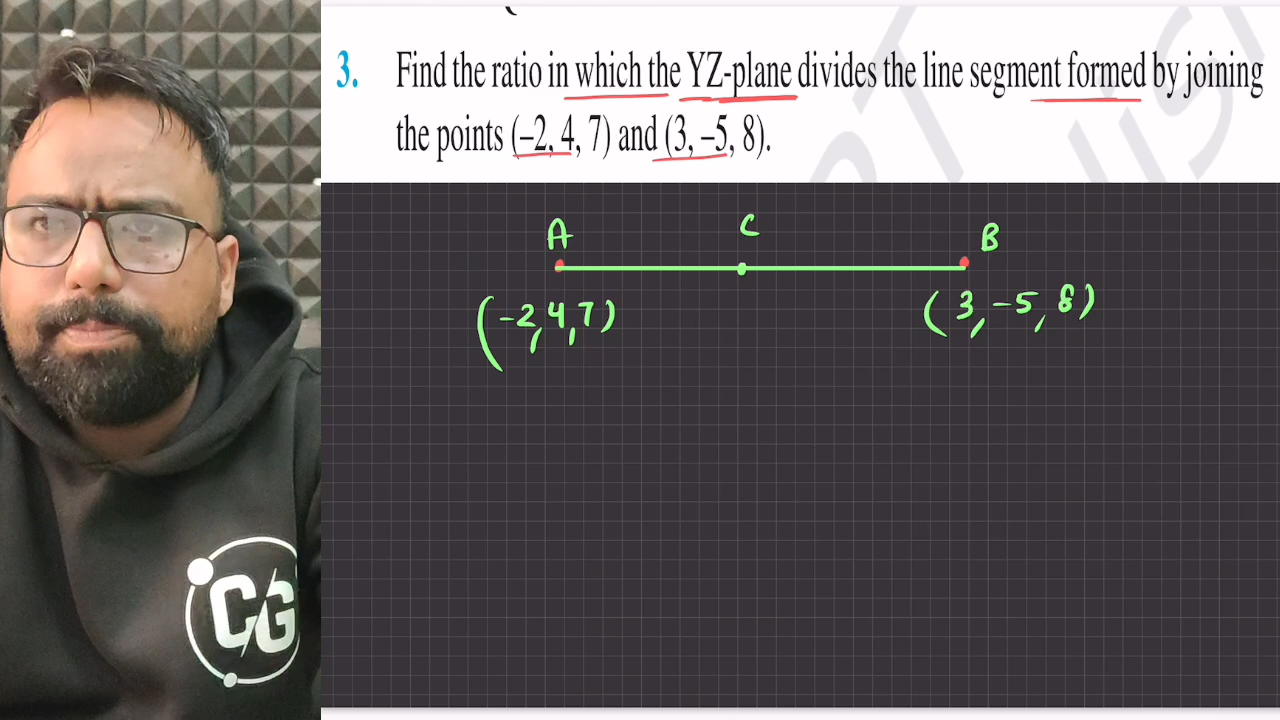 3. Find the ratio in which the YZ-plane divides the line segment formed by joining
the points (–2, 4, 7) and (3, –5, 8).
A C B
(-2,4,7) (3,-5,8)
CG